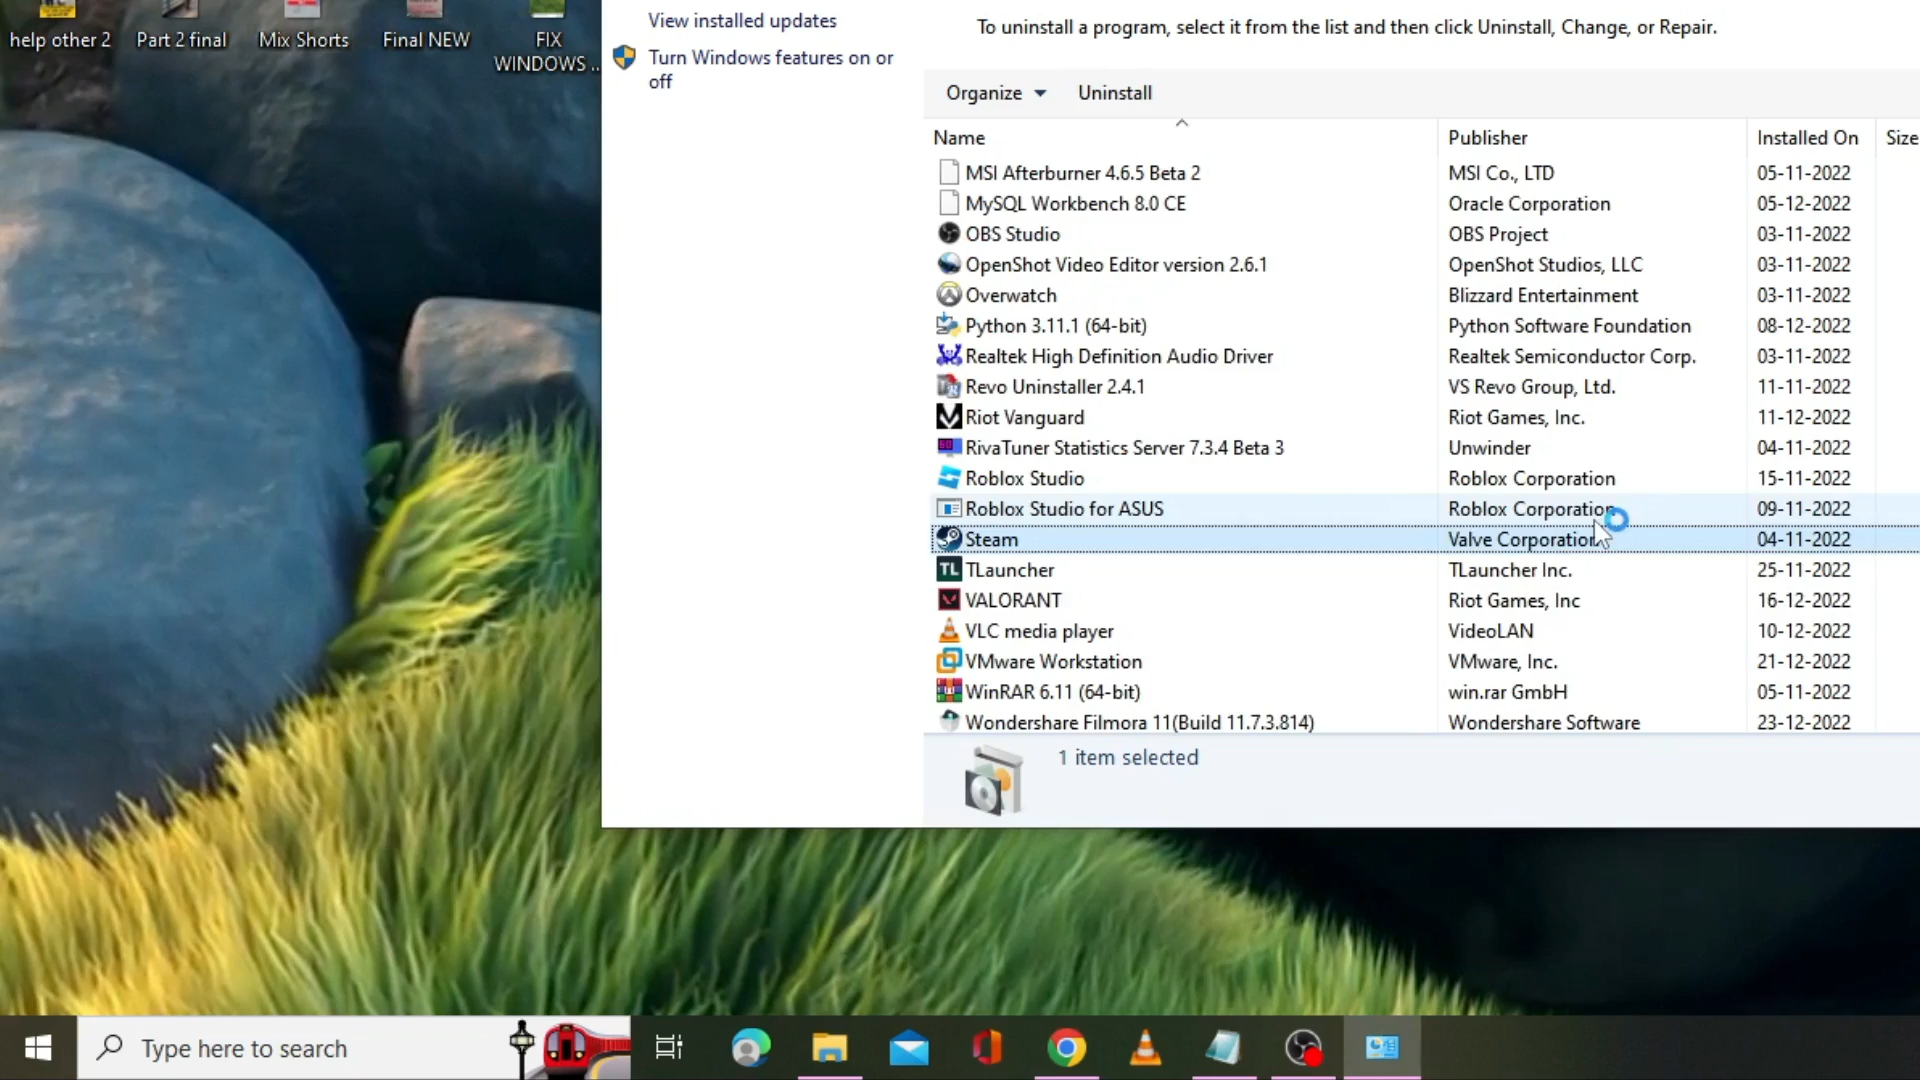 help other 2
Part 2 final
Mix Shorts
Final NEW
FIX
WINDOWS ...
View installed updates
Turn Windows features on or
off
To uninstall a program, select it from the list and then click Uninstall, Change, or Repair.
Organize Uninstall
Name Publisher Installed On Size
MSI Afterburner 4.6.5 Beta 2 MSI Co., LTD 05-11-2022
MySQL Workbench 8.0 CE Oracle Corporation 05-12-2022
OBS Studio OBS Project 03-11-2022
OpenShot Video Editor version 2.6.1 OpenShot Studios, LLC 03-11-2022
Overwatch Blizzard Entertainment 03-11-2022
Python 3.11.1 (64-bit) Python Software Foundation 08-12-2022
Realtek High Definition Audio Driver Realtek Semiconductor Corp. 03-11-2022
Revo Uninstaller 2.4.1 VS Revo Group, Ltd. 11-11-2022
Riot Vanguard Riot Games, Inc. 11-12-2022
RivaTuner Statistics Server 7.3.4 Beta 3 Unwinder 04-11-2022
Roblox Studio Roblox Corporation 15-11-2022
Roblox Studio for ASUS Roblox Corporation 09-11-2022
Steam Valve Corporation 04-11-2022
TL TLauncher TLauncher Inc. 25-11-2022
VALORANT Riot Games, Inc 16-12-2022
VLC media player VideoLAN 10-12-2022
VMware Workstation VMware, Inc. 21-12-2022
WinRAR 6.11 (64-bit) win.rar GmbH 05-11-2022
Wondershare Filmora 11(Build 11.7.3.814) Wondershare Software 23-12-2022
1 item selected
Type here to search